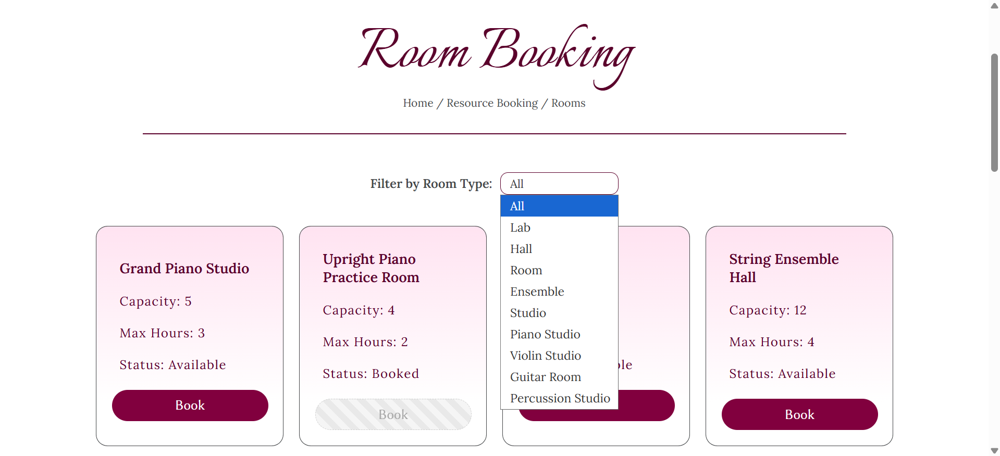 Room Booking
Home / Resource Booking / Rooms
Filter by Room Type:
All
All
Lab
Hall
Room
Ensemble
Studio
Piano Studio
Violin Studio
Guitar Room
Percussion Studio
Grand Piano Studio
Capacity: 5
Max Hours: 3
Status: Available
Book
Upright Piano
Practice Room
Capacity: 4
Max Hours: 2
Status: Booked
Book
String Ensemble
Hall
Capacity: 12
Max Hours: 4
Status: Available
Book